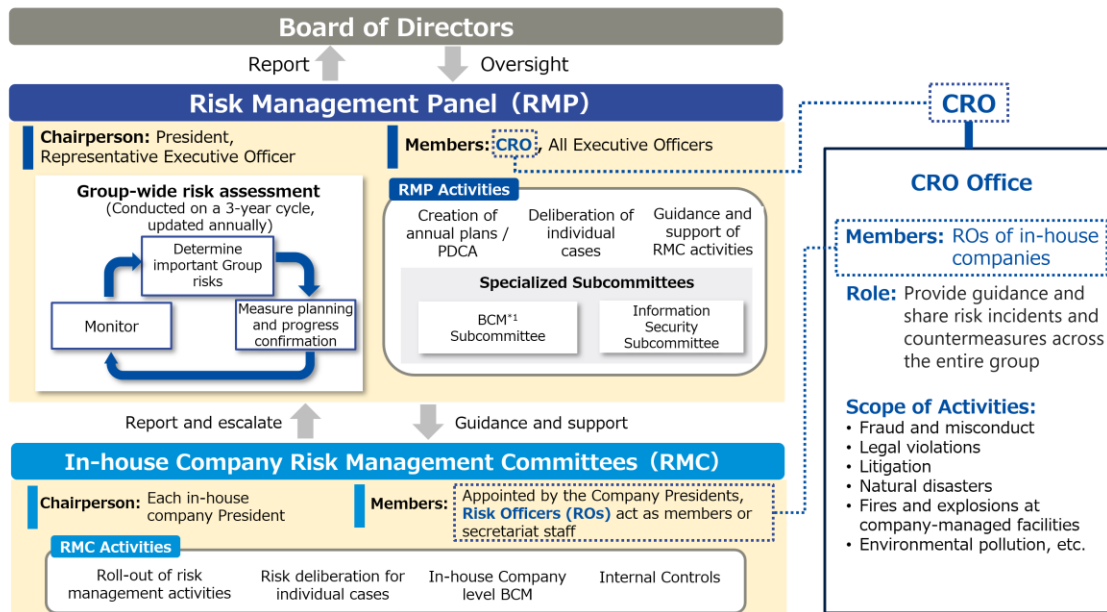 Board of Directors
Report
Oversight
Risk Management Panel（RMP）
Chairperson: President,
Representative Executive Officer
Members: CRO, All Executive Officers
Group-wide risk assessment
(Conducted on a 3-year cycle,
updated annually)
Determine
important Group
risks
Monitor
Measure planning
and progress
confirmation
RMP Activities
Creation of
annual plans /
PDCA
Deliberation of
individual
cases
Guidance and
support of
RMC activities
Specialized Subcommittees
BCM*1
Subcommittee
Information
Security
Subcommittee
Report and escalate
Guidance and support
In-house Company Risk Management Committees（RMC）
Chairperson: Each in-house
company President
Members: Appointed by the Company Presidents,
Risk Officers (ROs) act as members or
secretariat staff
RMC Activities
Roll-out of risk
management activities
Risk deliberation for
individual cases
In-house Company
level BCM
Internal Controls
CRO
CRO Office
Members: ROs of in-house
companies
Role: Provide guidance and
share risk incidents and
countermeasures across
the entire group
Scope of Activities:
• Fraud and misconduct
• Legal violations
• Litigation
• Natural disasters
• Fires and explosions at
company-managed facilities
• Environmental pollution, etc.